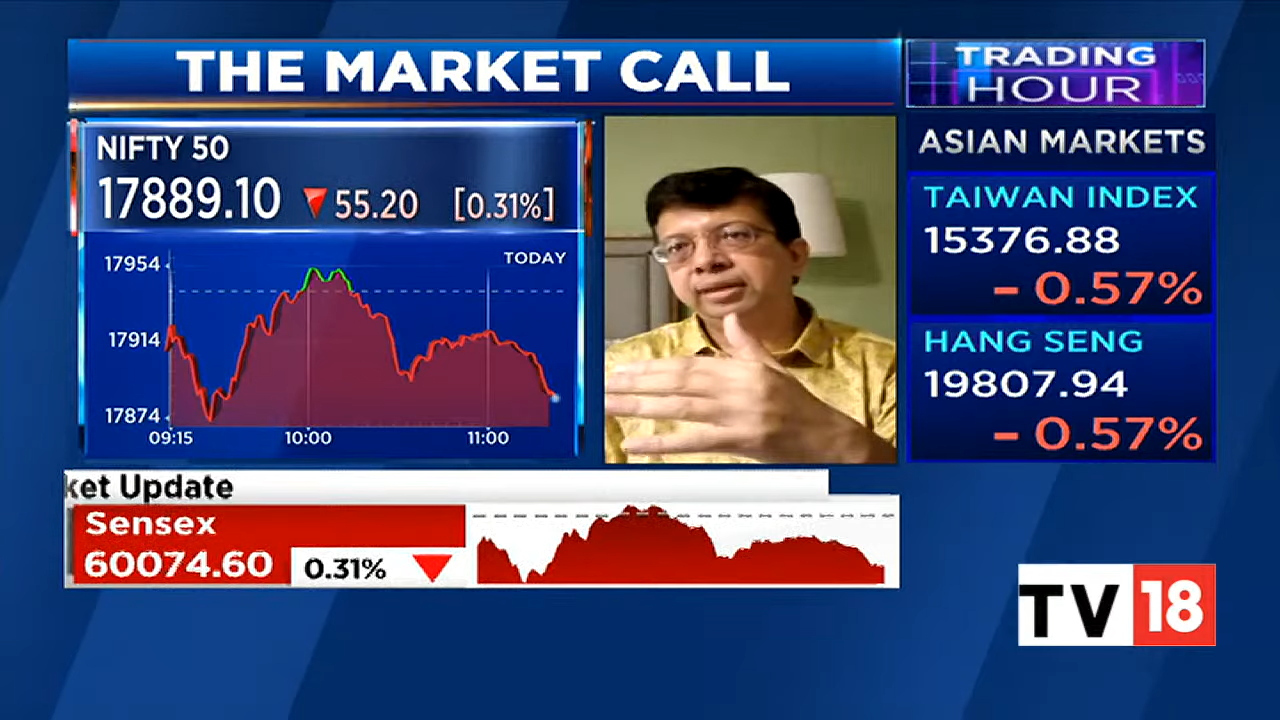 THE MARKET CALL
TRADING
HOUR
NIFTY 50
17889.10 ▼ 55.20 [0.31%]
TODAY
17954
17914
17874
09:15 10:00 11:00
ASIAN MARKETS
TAIWAN INDEX
15376.88
- 0.57%
HANG SENG
19807.94
- 0.57%
ket Update
Sensex
60074.60 0.31% ▼
TV 18